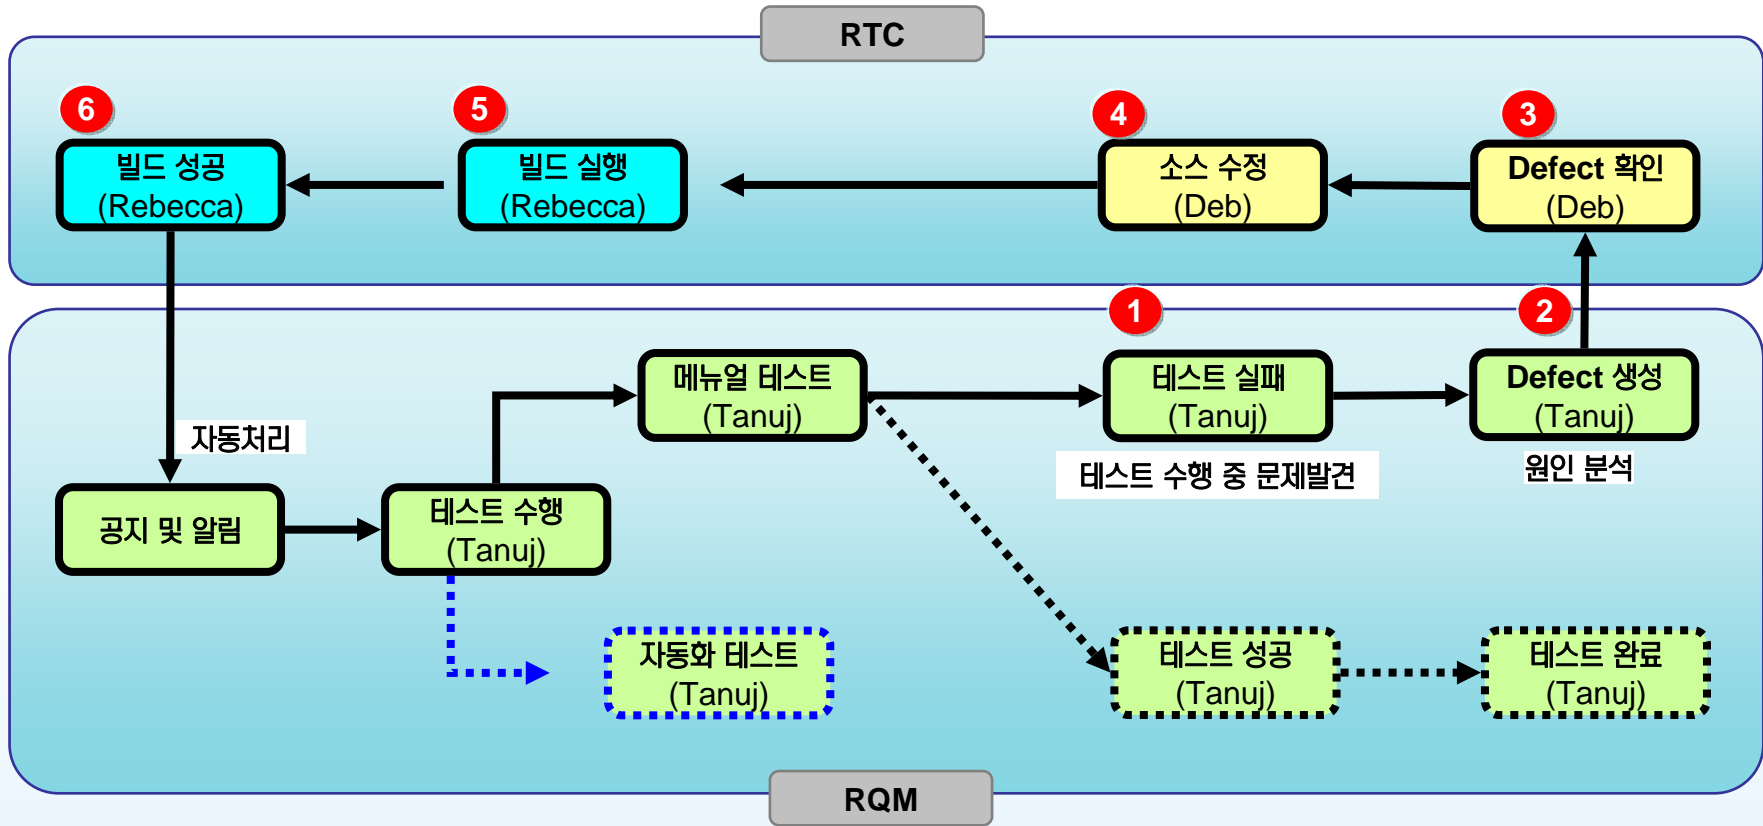 RTC
6
5
4
3
빌드 성공
(Rebecca)
빌드 실행
(Rebecca)
소스 수정
(Deb)
Defect 확인
(Deb)
1
2
메뉴얼 테스트
(Tanuj)
테스트 실패
(Tanuj)
Defect 생성
(Tanuj)
자동처리
테스트 수행 중 문제발견
원인 분석
공지 및 알림
테스트 수행
(Tanuj)
자동화 테스트
(Tanuj)
테스트 성공
(Tanuj)
테스트 완료
(Tanuj)
RQM